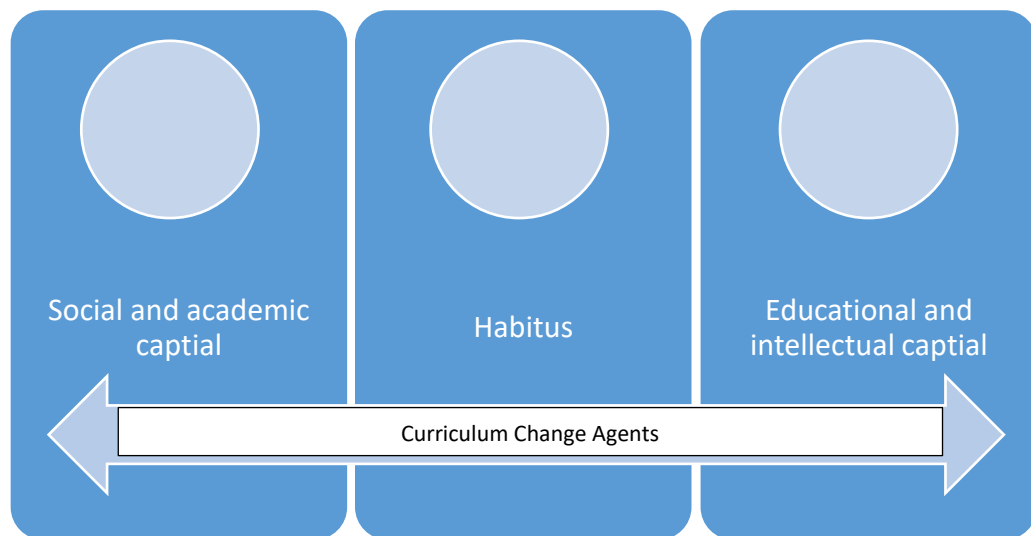 Social and academic
captial
Habitus
Educational and
intellectual captial
Curriculum Change Agents